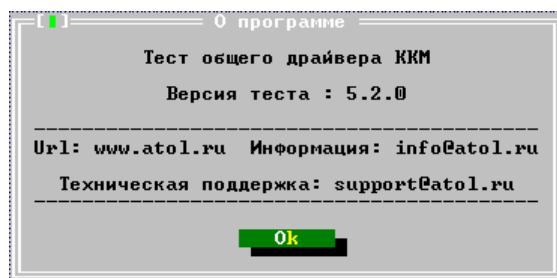 О программе
Тест общего драйвера ККМ
Версия теста : 5.2.0
Url: www.atol.ru Информация: info@atol.ru
Техническая поддержка: support@atol.ru
Ok